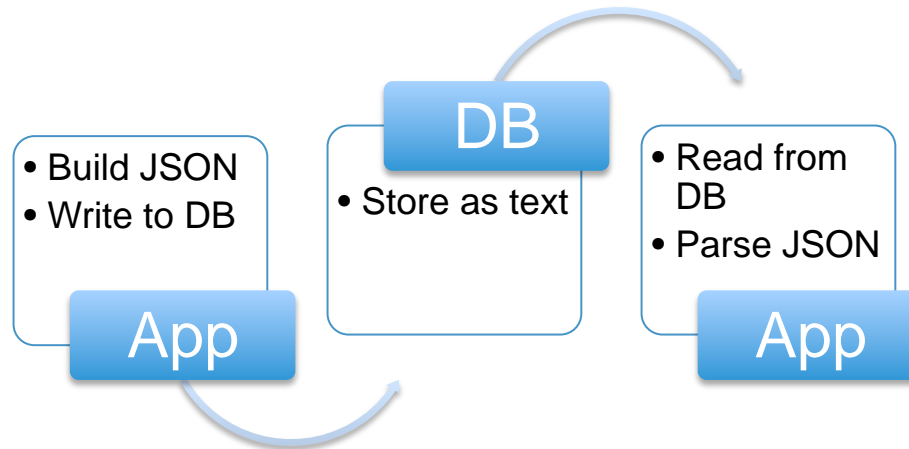 • Build JSON
• Write to DB
App
DB
• Store as text
• Read from
DB
• Parse JSON
App